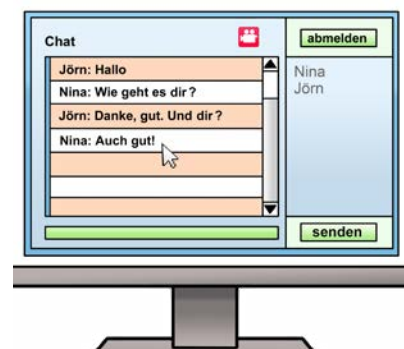 Chat
abmelden
Jörn: Hallo
Nina: Wie geht es dir?
Jörn: Danke, gut. Und dir?
Nina: Auch gut!
Nina
Jörn
senden